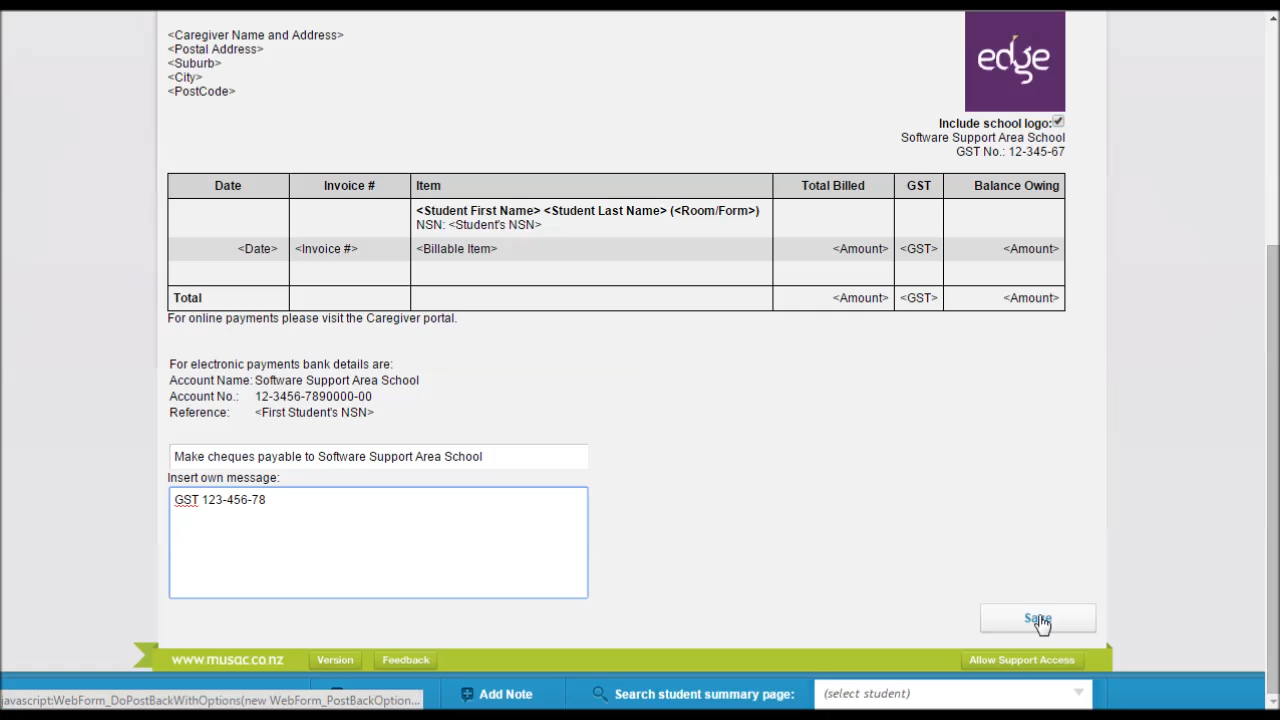 <Caregiver Name and Address>
<Postal Address>
<Suburb>
<City>
<PostCode>
edge
Include school logo:
Software Support Area School
GST No.: 12-345-67
Date Invoice # Item Total Billed GST Balance Owing
<Student First Name> <Student Last Name> (<Room/Form>)
NSN: <Student's NSN>
<Date> <Invoice #> <Billable Item> <Amount> <GST> <Amount>
Total <Amount> <GST> <Amount>
For online payments please visit the Caregiver portal.
For electronic payments bank details are:
Account Name: Software Support Area School
Account No.: 12-3456-7890000-00
Reference: <First Student's NSN>
Make cheques payable to Software Support Area School
Insert own message:
GST 123-456-78
Save
www.musac.co.nz Version Feedback Allow Support Access
Add Note Search student summary page: (select student)
javascript:WebForm_DoPostBackWithOptions(new WebForm_PostBackOption...